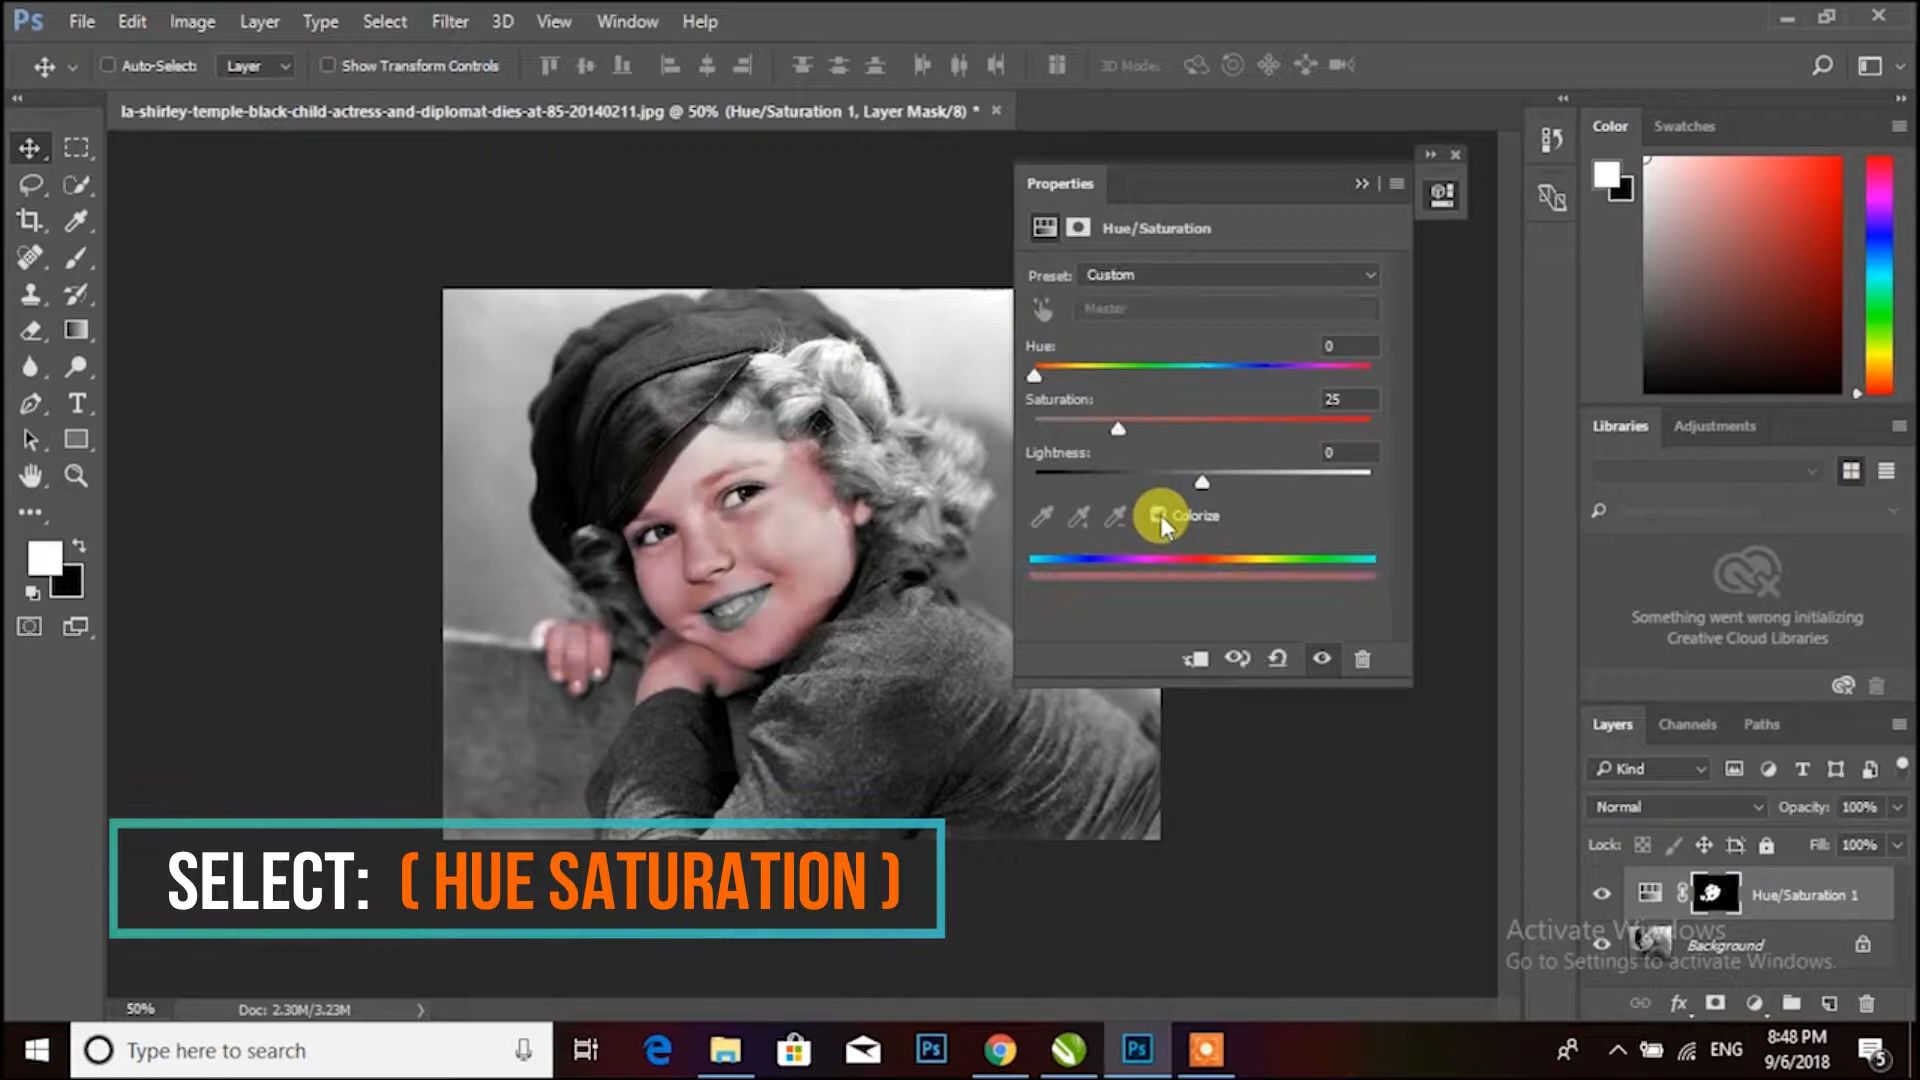 Ps File Edit Image Layer Type Select Filter 3D View Window Help
Auto-Select: Layer Show Transform Controls 3D Mode:
la-shirley-temple-black-child-actress-and-diplomat-dies-at-85-20140211.jpg @ 50% (Hue/Saturation 1, Layer Mask/8) *
Color Swatches
Properties
Hue/Saturation
Preset: Custom
Master
Hue: 0
Saturation: 25
Lightness: 0
Colorize
Libraries Adjustments
Something went wrong initializing
Creative Cloud Libraries
Layers Channels Paths
Kind
Normal Opacity: 100%
Lock: Fill: 100%
Hue/Saturation 1
Background
Activate Windows
Go to Settings to activate Windows.
SELECT: ( HUE SATURATION )
50% Doc: 2.30M/3.23M
Type here to search
Ps
Ps
ENG
8:48 PM
9/6/2018
5